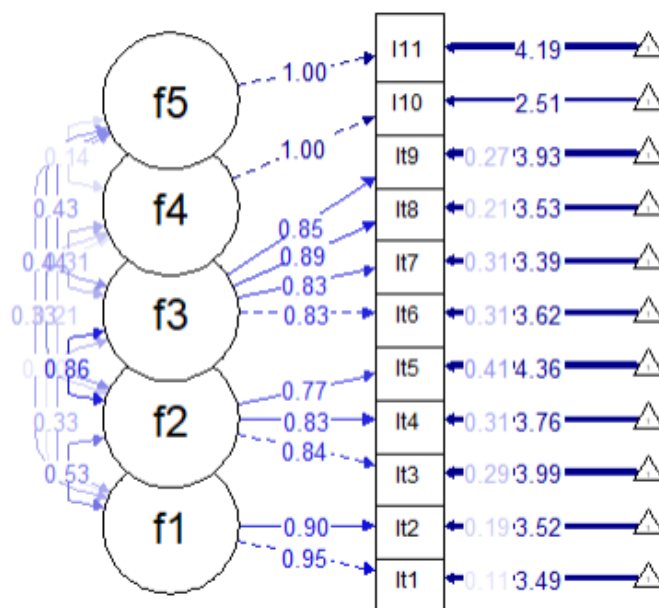 f5 1.00 I11 4.19
1.00 I10 2.51
0.14 It9 0.27 3.93
0.43 f4 0.85 It8 0.21 3.53
0.89
0.83 It7 0.31 3.39
f3 0.83 It6 0.31 3.62
0.86 0.77 It5 0.41 4.36
0.33 f2 0.83 It4 0.31 3.76
0.84
0.53 It3 0.29 3.99
f1 0.90 It2 0.19 3.52
0.95 It1 0.11 3.49